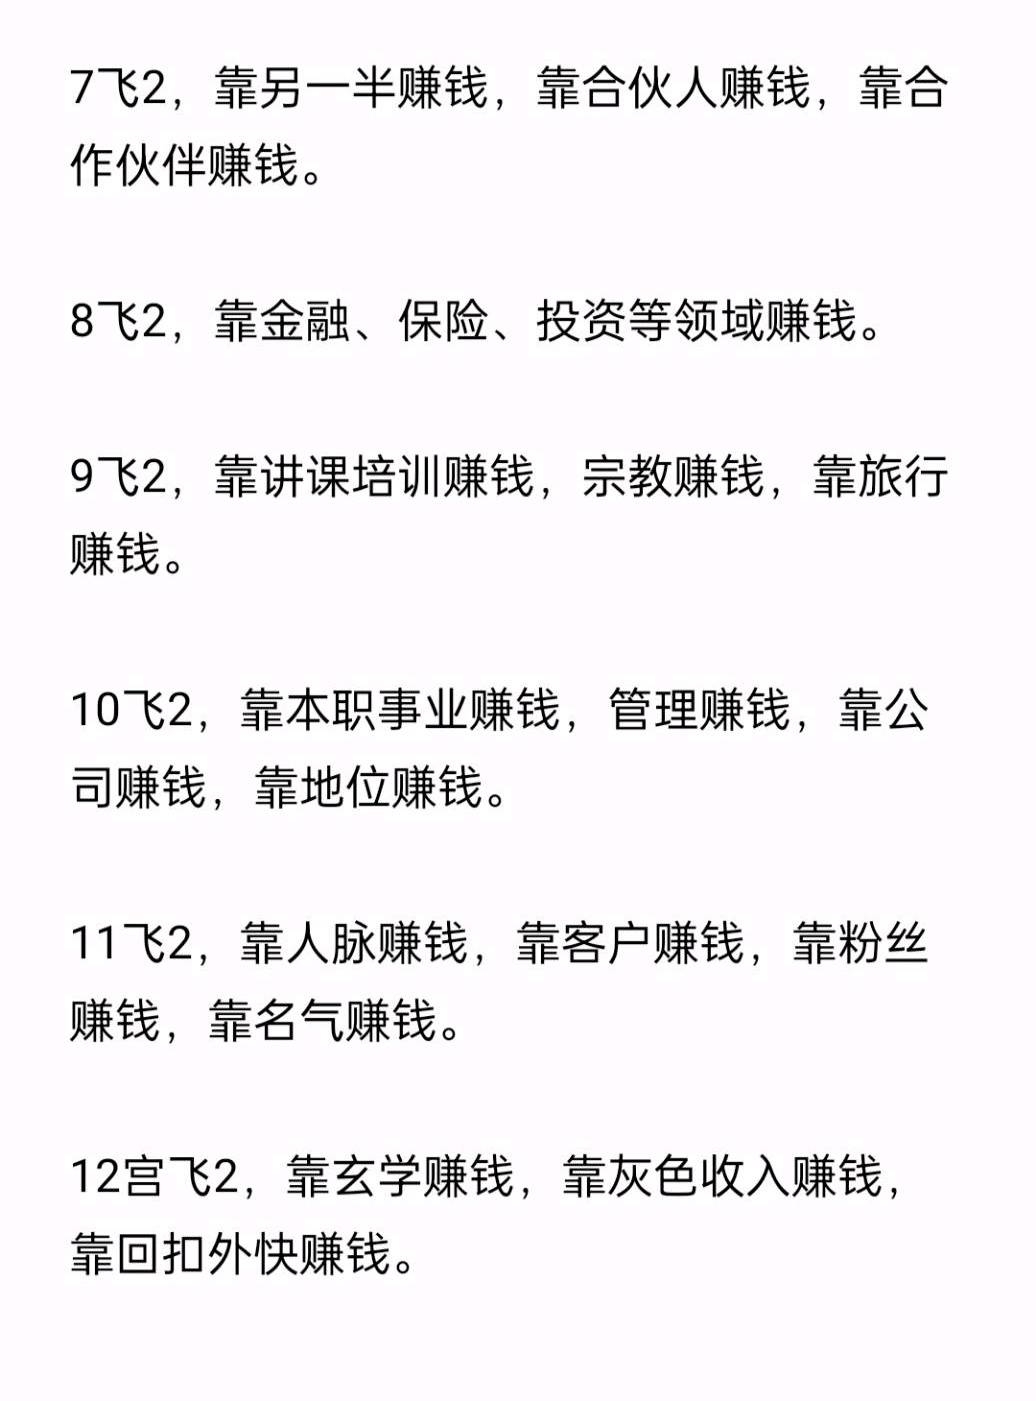 7飞2，靠另一半赚钱，靠合伙人赚钱，靠合
作伙伴赚钱。
8飞2，靠金融、保险、投资等领域赚钱。
9飞2，靠讲课培训赚钱，宗教赚钱，靠旅行
赚钱。
10飞2，靠本职事业赚钱，管理赚钱，靠公
司赚钱，靠地位赚钱。
11飞2，靠人脉赚钱，靠客户赚钱，靠粉丝
赚钱，靠名气赚钱。
12宫飞2，靠玄学赚钱，靠灰色收入赚钱，
靠回扣外快赚钱。